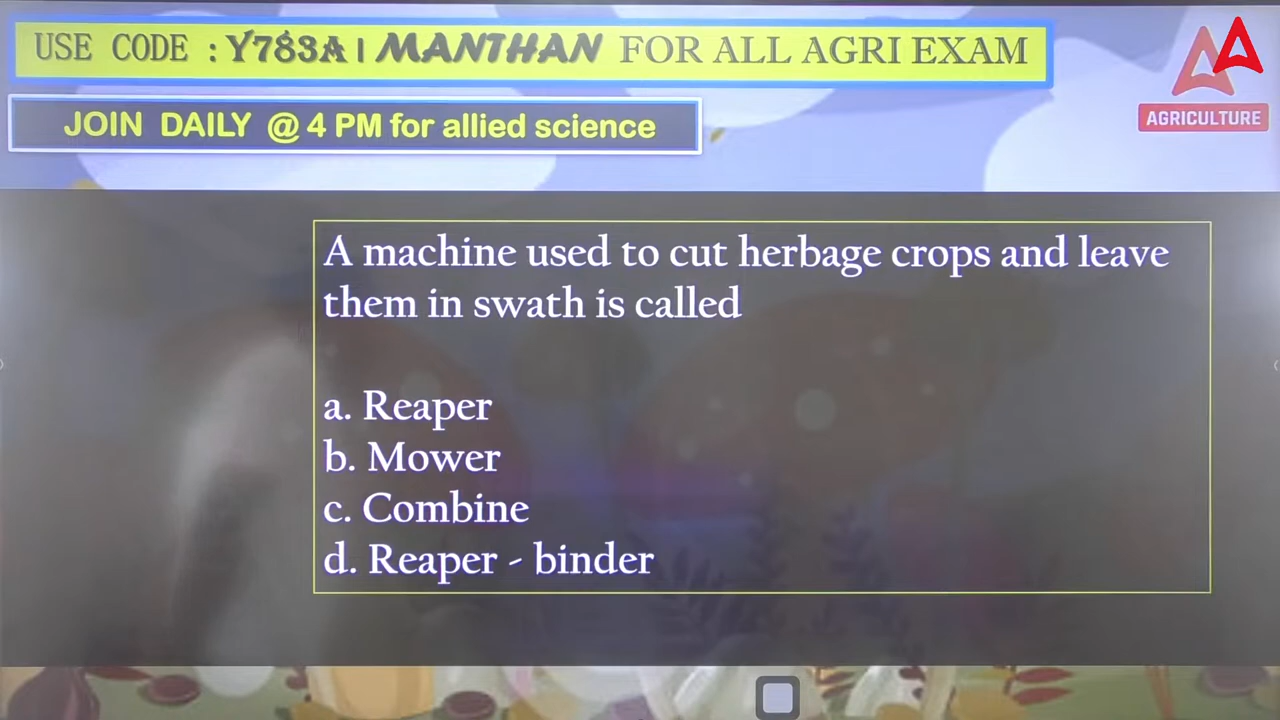 USE CODE : Y783A | MANTHAN FOR ALL AGRI EXAM
JOIN DAILY @ 4 PM for allied science
AGRICULTURE
A machine used to cut herbage crops and leave
them in swath is called
a. Reaper
b. Mower
c. Combine
d. Reaper - binder